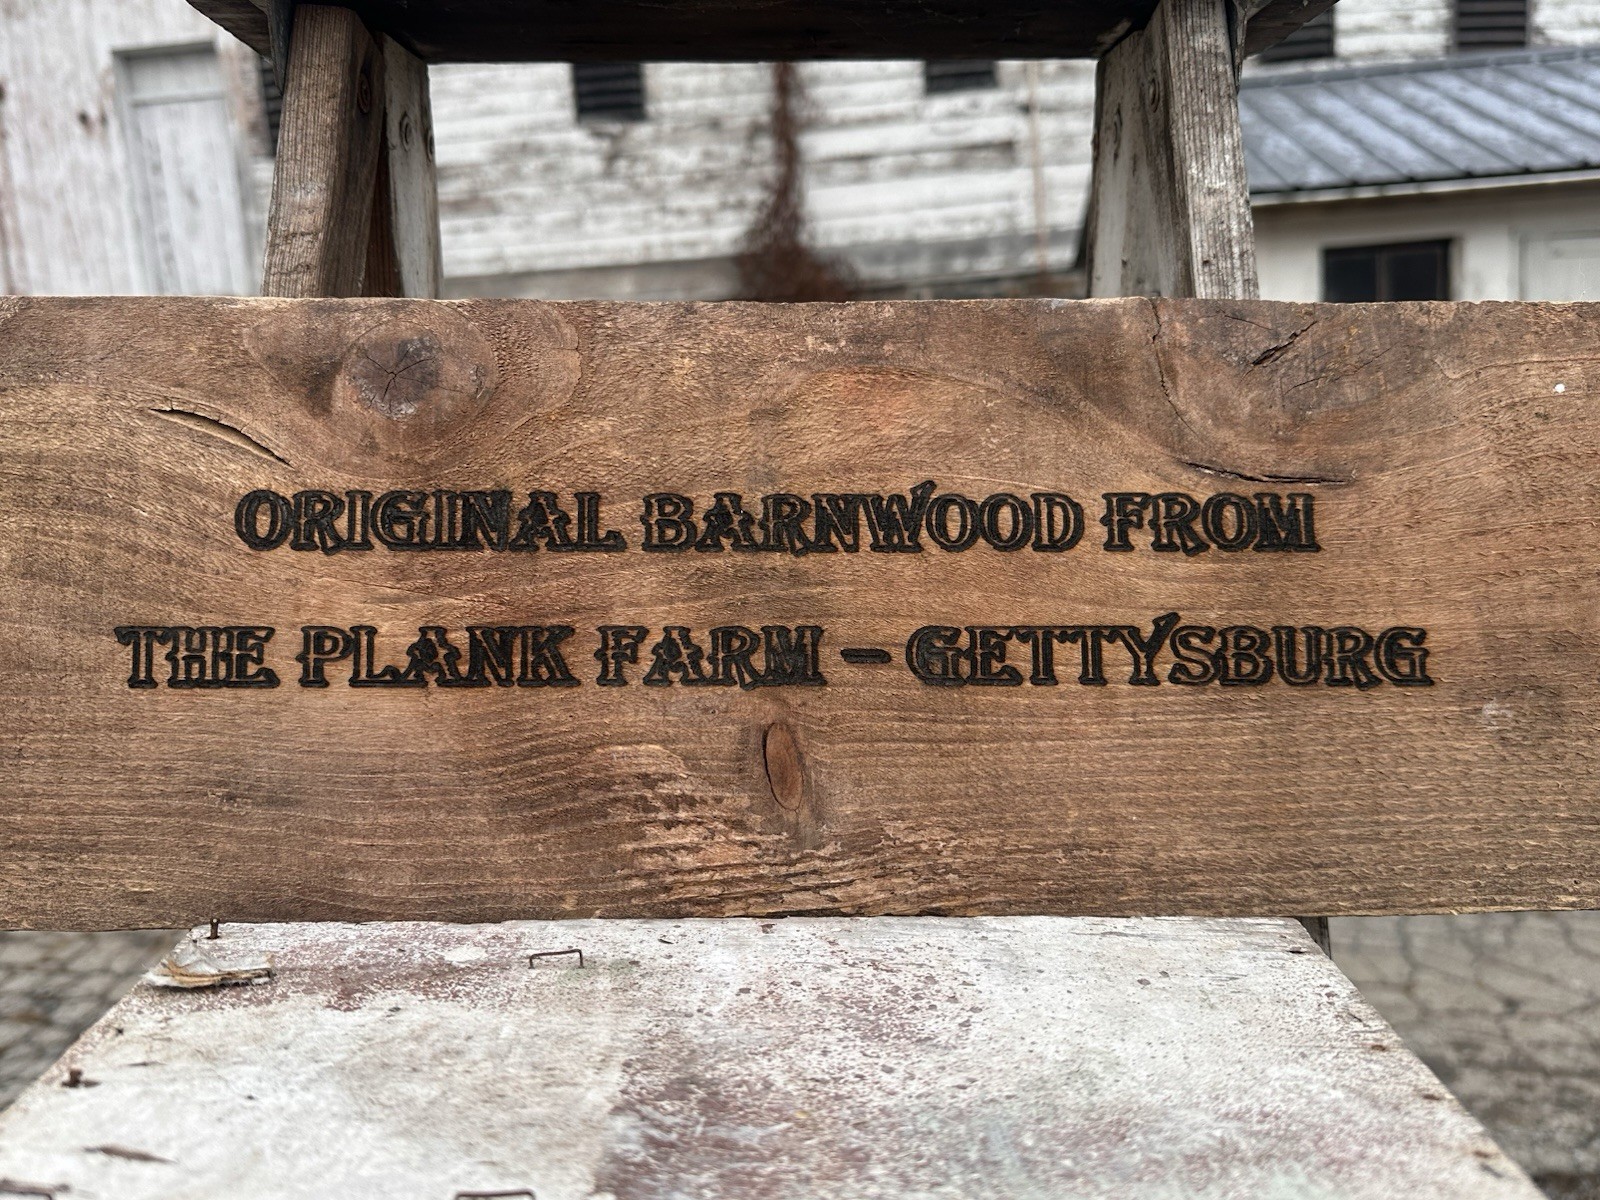 ORIGINAL BARNWOOD FROM
THE PLANK FARM - GETTYSBURG